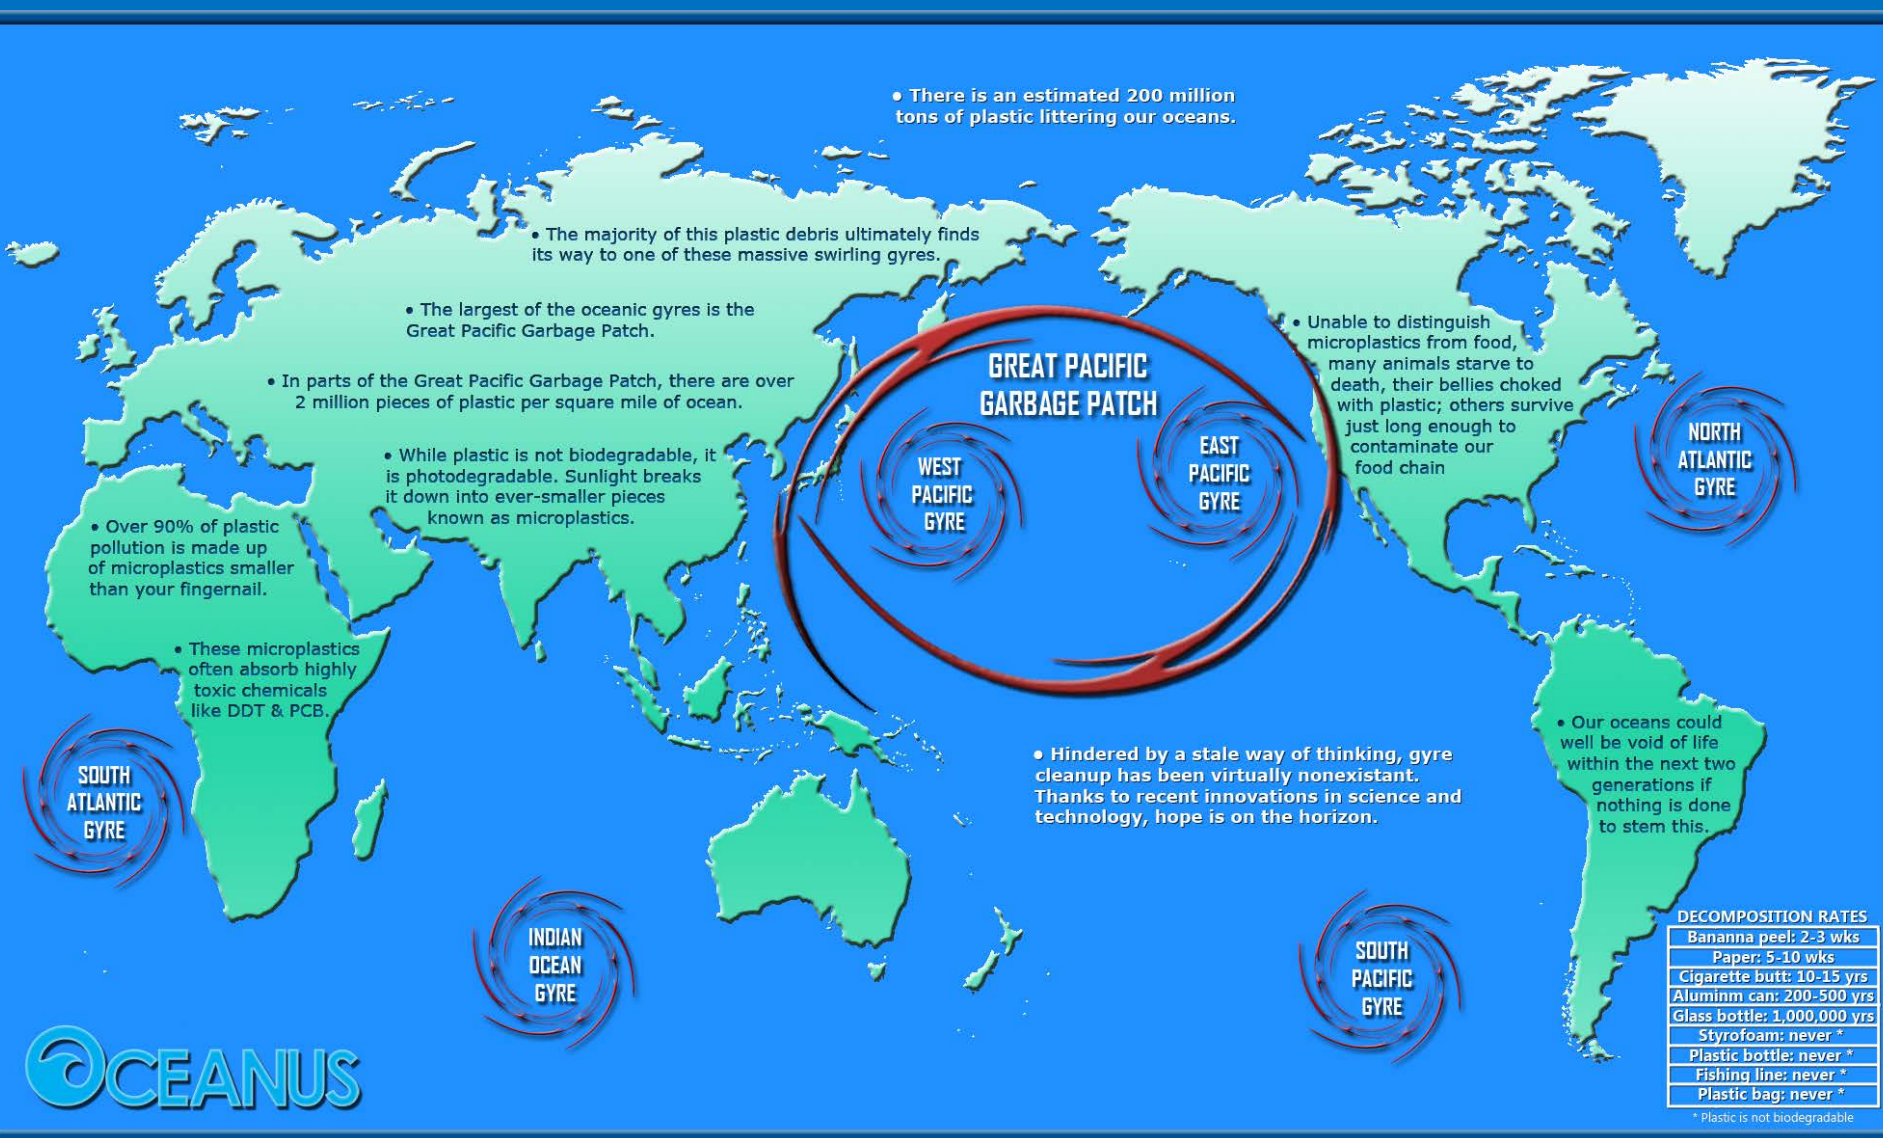 • There is an estimated 200 million
tons of plastic littering our oceans.
• The majority of this plastic debris ultimately finds
its way to one of these massive swirling gyres.
• The largest of the oceanic gyres is the
Great Pacific Garbage Patch.
• In parts of the Great Pacific Garbage Patch, there are over
2 million pieces of plastic per square mile of ocean.
• While plastic is not biodegradable, it
is photodegradable. Sunlight breaks
it down into ever-smaller pieces
known as microplastics.
• Over 90% of plastic
pollution is made up
of microplastics smaller
than your fingernail.
• These microplastics
often absorb highly
toxic chemicals
like DDT & PCB.
GREAT PACIFIC
GARBAGE PATCH
WEST
PACIFIC
GYRE
EAST
PACIFIC
GYRE
• Unable to distinguish
microplastics from food,
many animals starve to
death, their bellies choked
with plastic; others survive
just long enough to
contaminate our
food chain
NORTH
ATLANTIC
GYRE
SOUTH
ATLANTIC
GYRE
INDIAN
OCEAN
GYRE
• Hindered by a stale way of thinking, gyre
cleanup has been virtually nonexistant.
Thanks to recent innovations in science and
technology, hope is on the horizon.
SOUTH
PACIFIC
GYRE
• Our oceans could
well be void of life
within the next two
generations if
nothing is done
to stem this.
DECOMPOSITION RATES
Bananna peel: 2-3 wks
Paper: 5-10 wks
Cigarette butt: 10-15 yrs
Aluminm can: 200-500 yrs
Glass bottle: 1,000,000 yrs
Styrofoam: never *
Plastic bottle: never *
Fishing line: never *
Plastic bag: never *
* Plastic is not biodegradable
OCEANUS